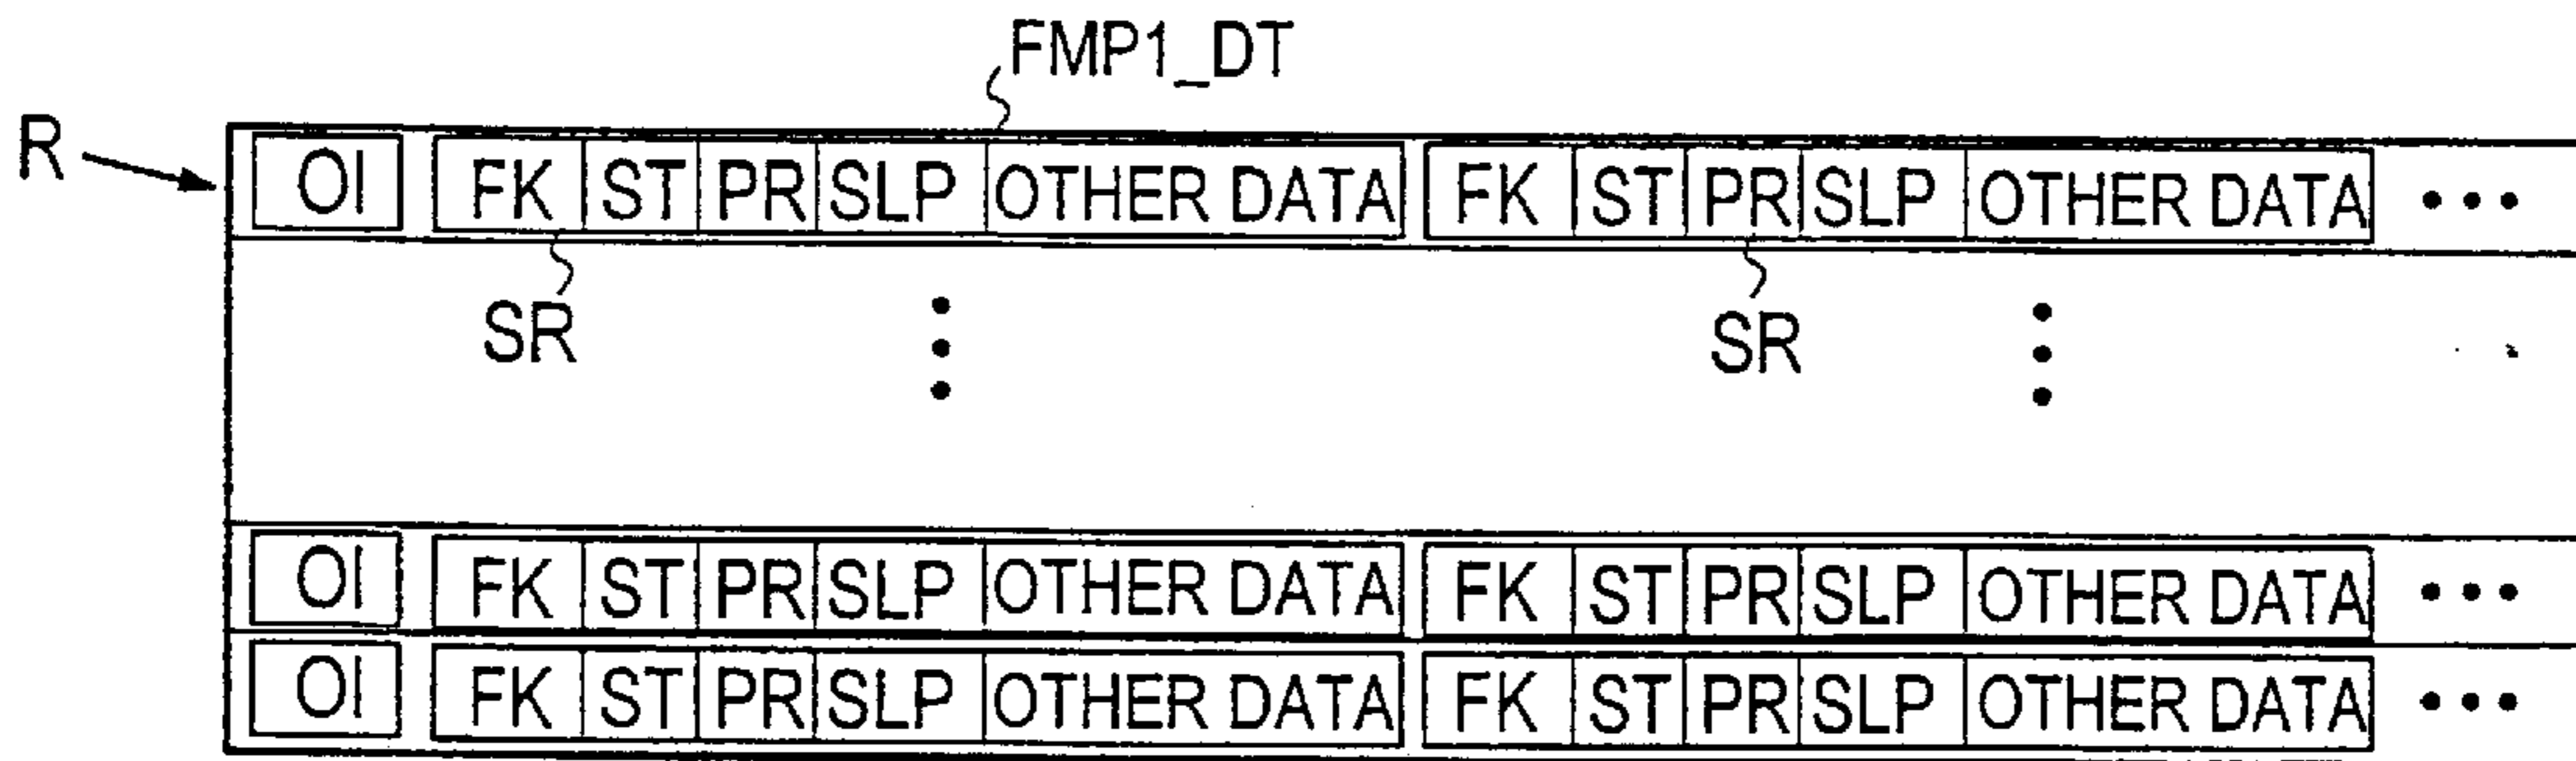 FMP1_DT
R
OI FK ST PR SLP OTHER DATA FK ST PR SLP OTHER DATA •••
SR SR
OI FK ST PR SLP OTHER DATA FK ST PR SLP OTHER DATA •••
OI FK ST PR SLP OTHER DATA FK ST PR SLP OTHER DATA •••